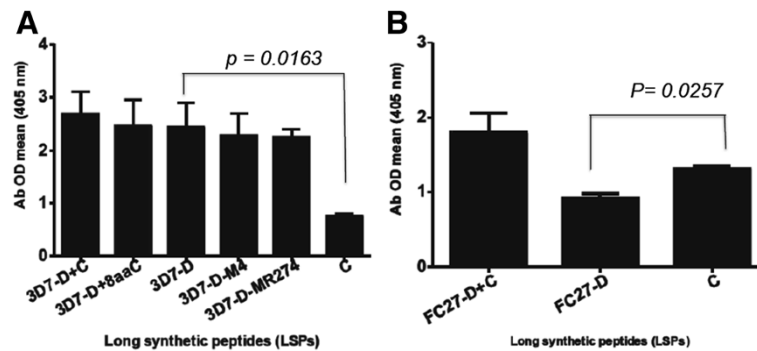 A
p = 0.0163
Ab OD mean (405 nm)
4
3
2
1
0
3D7-D+C
3D7-D+8aaC
3D7-D
3D7-D-M4
3D7-D-MR274
C
Long synthetic peptides (LSPs)
B
P= 0.0257
Ab OD mean (405 nm)
3
2
1
0
FC27-D+C
FC27-D
C
Long synthetic peptides (LSPs)